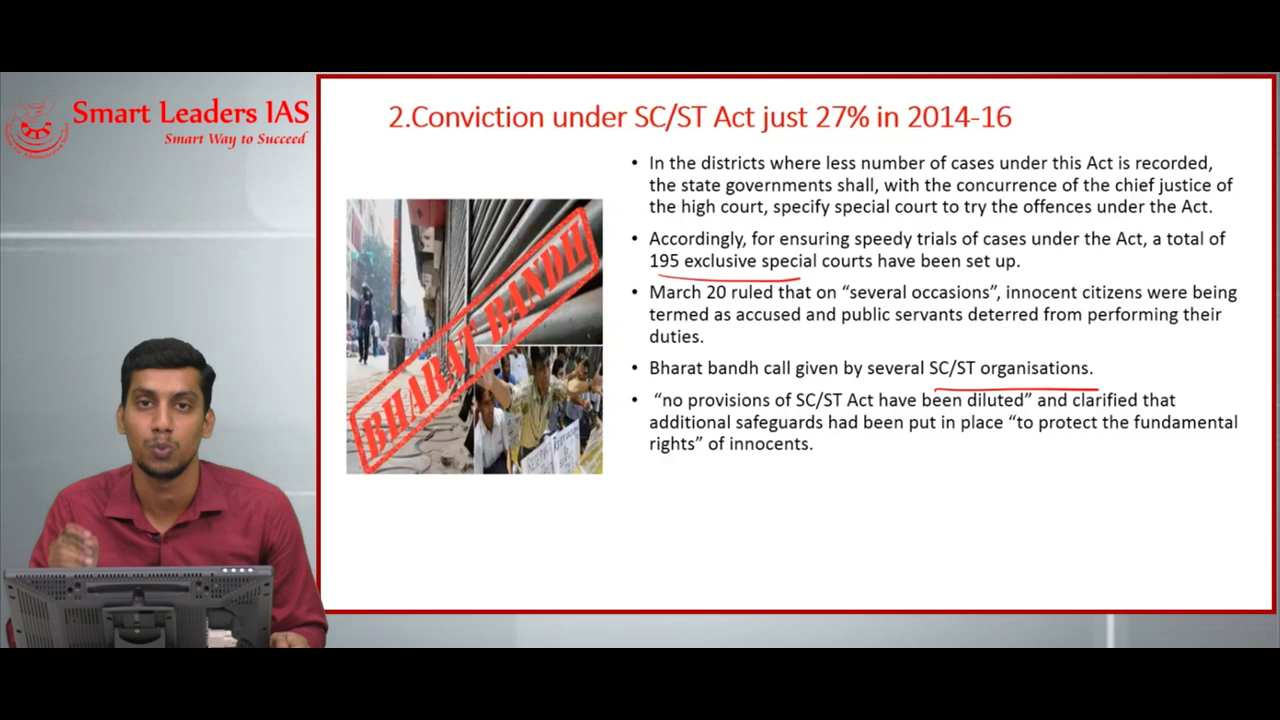 Smart Leaders IAS
Smart Way to Succeed
2.Conviction under SC/ST Act just 27% in 2014-16
• In the districts where less number of cases under this Act is recorded,
the state governments shall, with the concurrence of the chief justice of
the high court, specify special court to try the offences under the Act.
• Accordingly, for ensuring speedy trials of cases under the Act, a total of
195 exclusive special courts have been set up.
• March 20 ruled that on “several occasions”, innocent citizens were being
termed as accused and public servants deterred from performing their
duties.
• Bharat bandh call given by several SC/ST organisations.
• “no provisions of SC/ST Act have been diluted” and clarified that
additional safeguards had been put in place “to protect the fundamental
rights” of innocents.
BHARAT BANDH